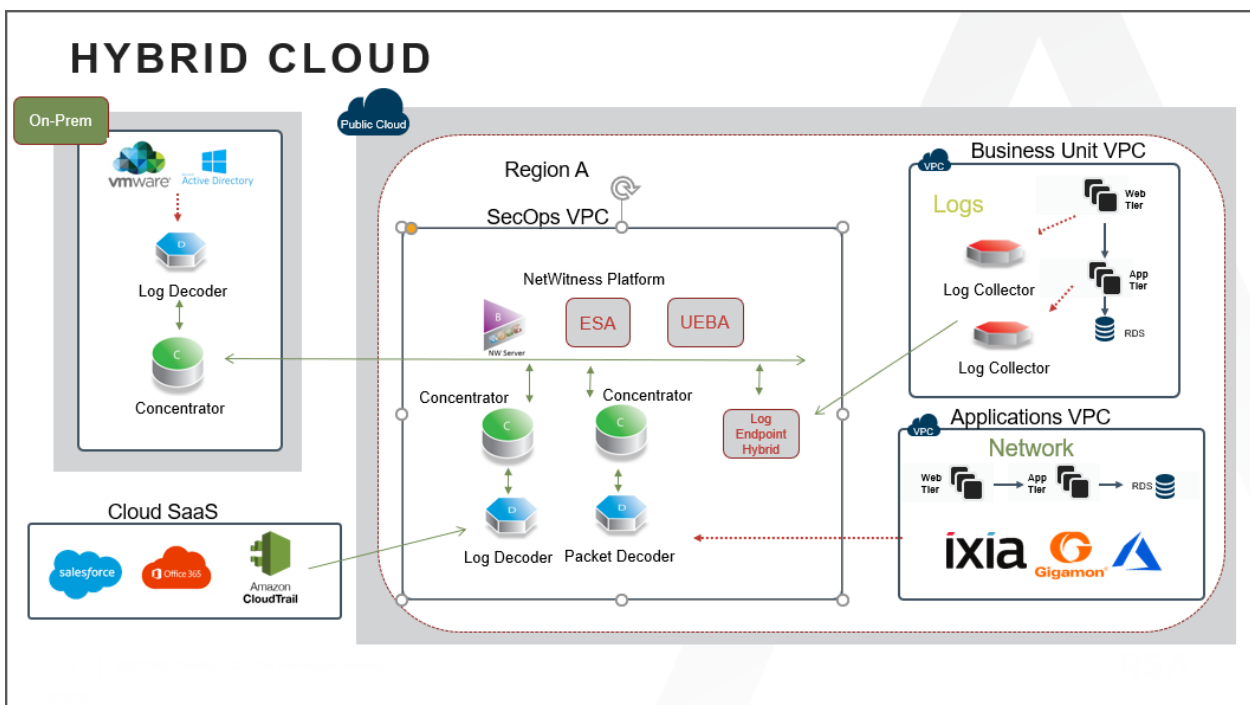 HYBRID CLOUD
On-Prem
vmware®
Active Directory
D
Log Decoder
C
Concentrator
Cloud SaaS
salesforce
Office 365
Amazon
CloudTrail
Public Cloud
Region A
SecOps VPC
NetWitness Platform
B
NW Server
ESA
UEBA
Concentrator
Concentrator
C
C
Log
Endpoint
Hybrid
D
D
Log Decoder
Packet Decoder
Business Unit VPC
VPC
Logs
Web
Tier
Log Collector
App
Tier
Log Collector
RDS
Applications VPC
VPC
Network
Web
Tier
App
Tier
RDS
ixia
Gigamon®